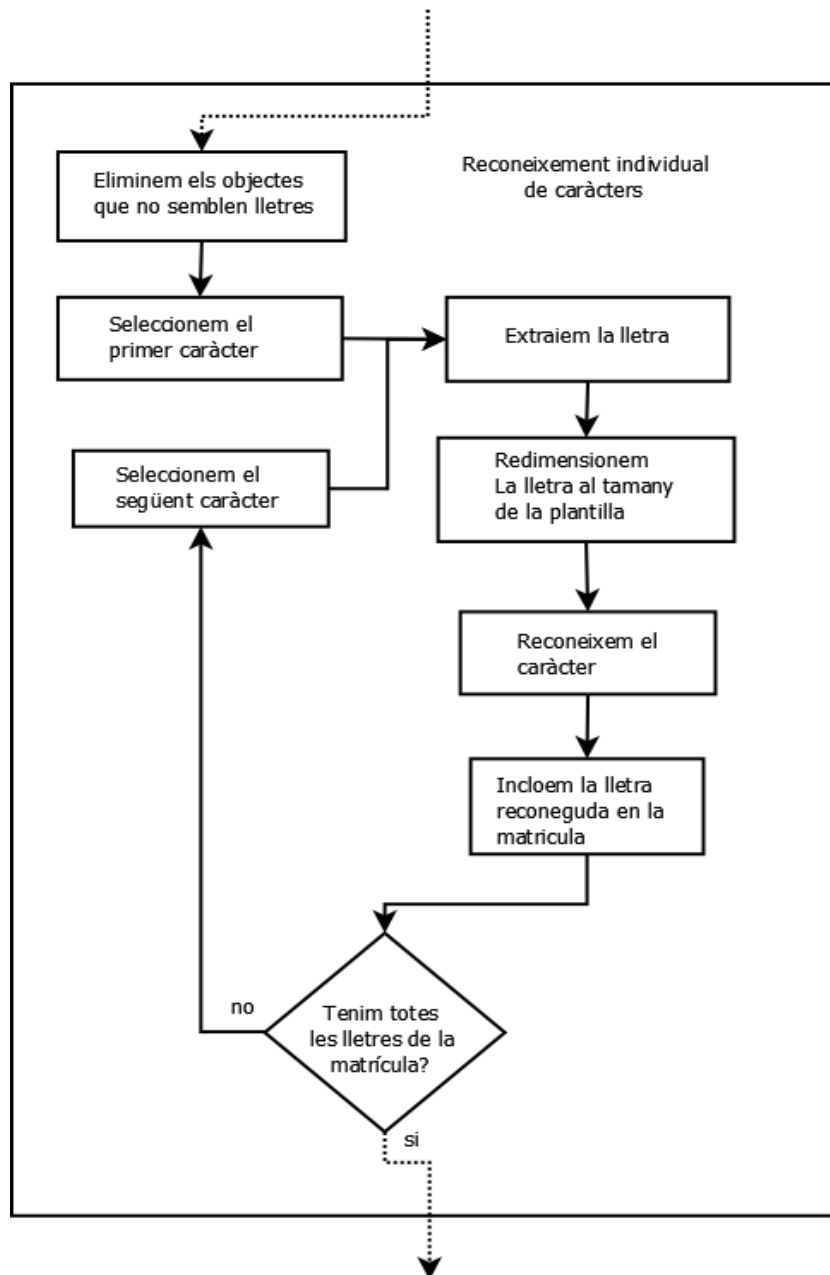 Reconeixement individual
de caràcters
Eliminem els objectes
que no semblen lletres
Seleccionem el
primer caràcter
Extraiem la lletra
Seleccionem el
següent caràcter
Redimensionem
La lletra al tamany
de la plantilla
Reconeixem el
caràcter
Incloem la lletra
reconeguda en la
matricula
no
Tenim totes
les lletres de la
matrícula?
si